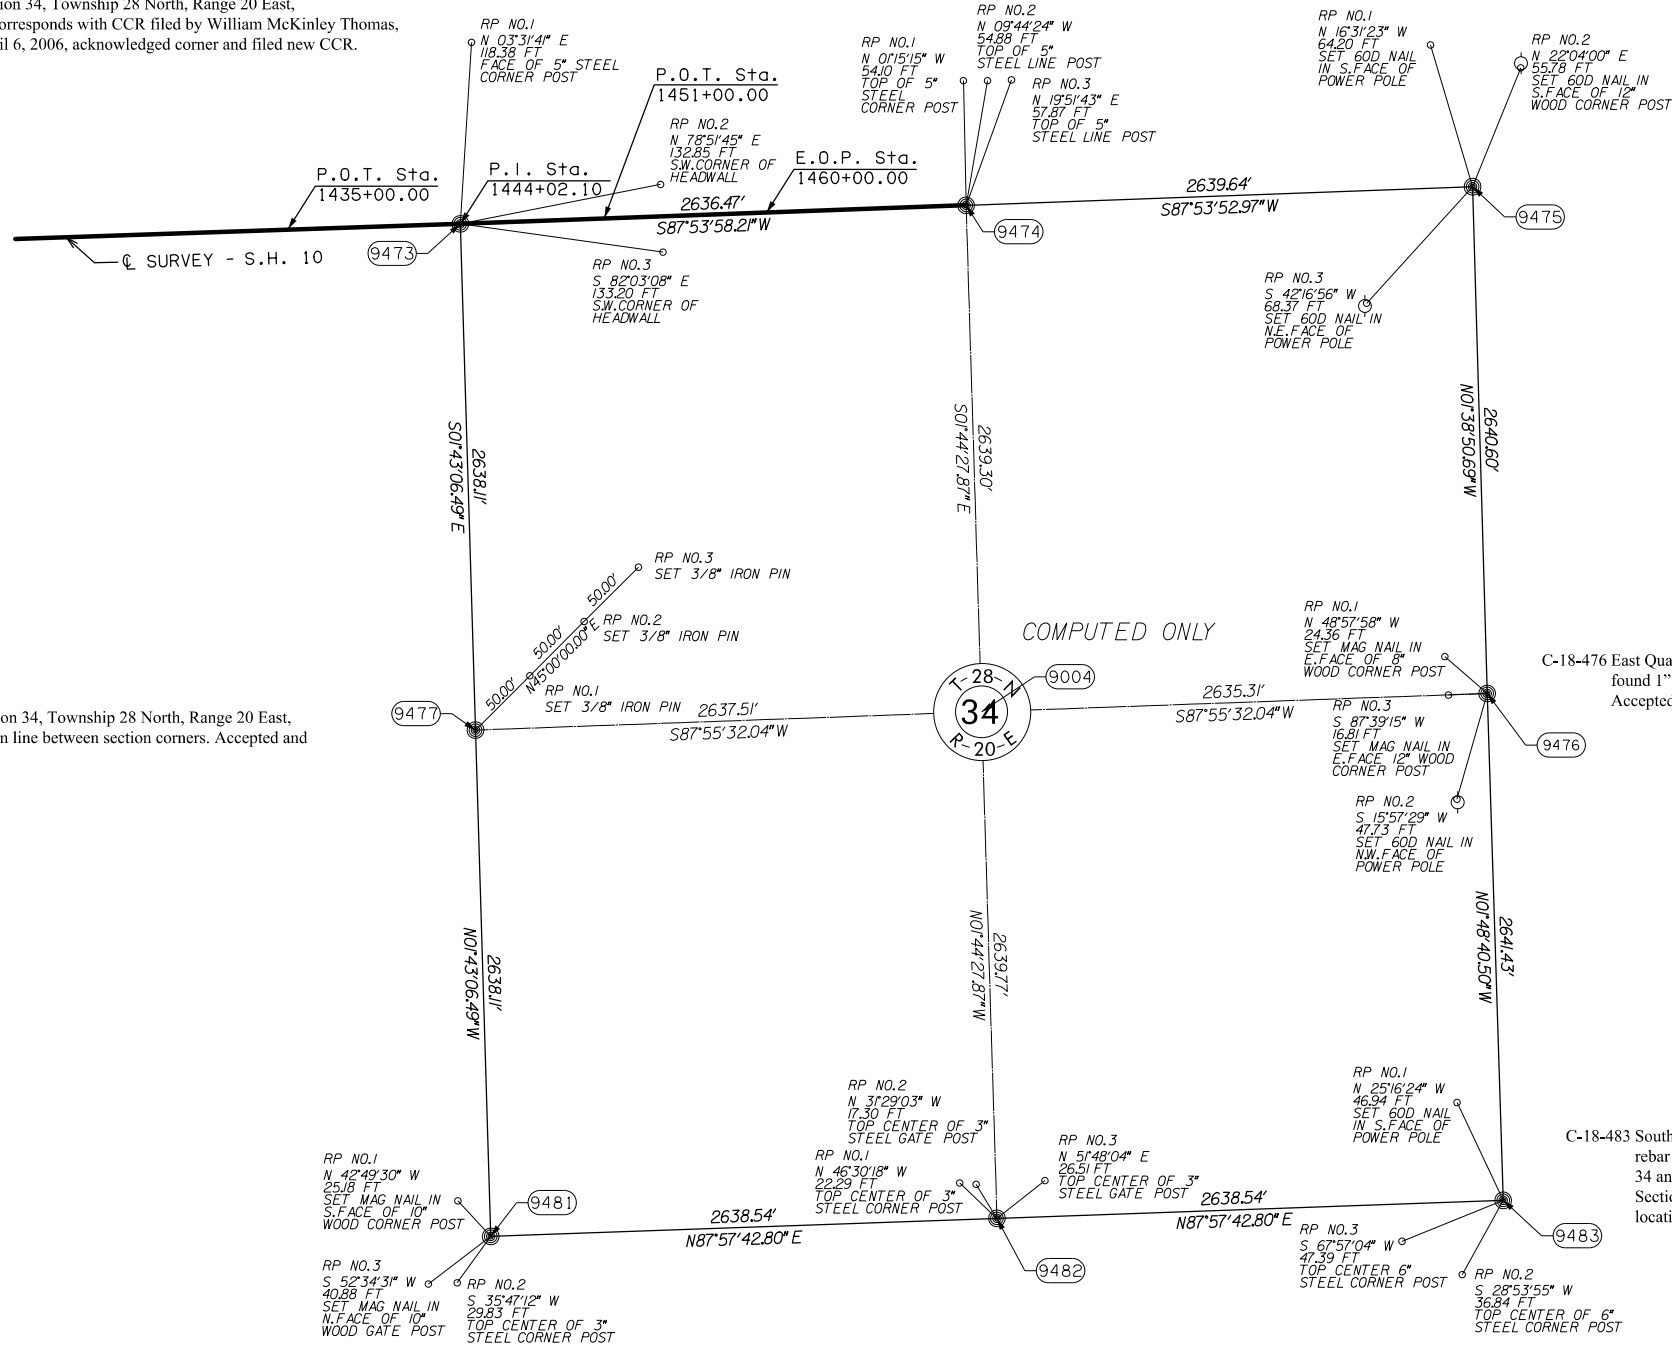 ion 34, Township 28 North, Range 20 East,
orresponds with CCR filed by William McKinley Thomas,
il 6, 2006, acknowledged corner and filed new CCR.
RP NO.1
N 03°31'41" E
118.38 FT
FACE OF 5" STEEL
CORNER POST
P.O.T. Sta.
1451+00.00
RP NO.2
N 78°51'45" E
132.85 FT
S.W.CORNER OF
HEADWALL
RP NO.1
N 01°15'15" W
54.10 FT
TOP OF 5"
STEEL
CORNER POST
RP NO.2
N 09°44'24" W
54.88 FT
TOP OF 5"
STEEL LINE POST
RP NO.3
N 19°51'43" E
57.87 FT
TOP OF 5"
STEEL LINE POST
RP NO.1
N 16°31'23" W
64.20 FT
SET 60D NAIL
IN S.FACE OF
POWER POLE
RP NO.2
N 22°04'00" E
55.78 FT
SET 60D NAIL IN
S.FACE OF 12"
WOOD CORNER POST
P.O.T. Sta.
1435+00.00
P.I. Sta.
1444+02.10
E.O.P. Sta.
1460+00.00
2636.47'
S87°53'58.21"W
2639.64'
S87°53'52.97"W
9473
9474
9475
℄ SURVEY - S.H. 10
RP NO.3
S 82°03'08" E
133.20 FT
S.W.CORNER OF
HEADWALL
RP NO.3
S 42°16'56" W
68.37 FT
SET 60D NAIL IN
N.E.FACE OF
POWER POLE
2638.11'
S01°43'06.49"E
2639.30'
S01°44'27.87"E
2640.60'
N01°38'50.69"W
RP NO.3
SET 3/8" IRON PIN
50.00'
RP NO.2
SET 3/8" IRON PIN
50.00'
N45°00'00.00"E
50.00'
RP NO.1
SET 3/8" IRON PIN
COMPUTED ONLY
T-28-N
34
R-20-E
9004
RP NO.1
N 48°57'58" W
24.36 FT
SET MAG NAIL IN
E.FACE OF 8"
WOOD CORNER POST
C-18-476 East Qua
found 1"
Accepted
on 34, Township 28 North, Range 20 East,
n line between section corners. Accepted and
9477
2637.51'
S87°55'32.04"W
2635.31'
S87°55'32.04"W
RP NO.3
S 87°39'15" W
16.81 FT
SET MAG NAIL IN
E.FACE 12" WOOD
CORNER POST
9476
RP NO.2
S 15°57'29" W
47.73 FT
SET 60D NAIL IN
N.W.FACE OF
POWER POLE
2638.11'
N01°43'06.49"W
2639.77'
N01°44'27.87"W
2641.43'
N01°48'40.50"W
RP NO.2
N 31°29'03" W
17.30 FT
TOP CENTER OF 3"
STEEL GATE POST
RP NO.1
N 46°30'18" W
22.29 FT
TOP CENTER OF 3"
STEEL CORNER POST
RP NO.3
N 51°48'04" E
26.51 FT
TOP CENTER OF 3"
STEEL GATE POST
RP NO.1
N 25°16'24" W
46.94 FT
SET 60D NAIL
IN S.FACE OF
POWER POLE
C-18-483 South
rebar
34 an
Sectio
locati
RP NO.1
N 42°49'30" W
25.18 FT
SET MAG NAIL IN
S.FACE OF 10"
WOOD CORNER POST
9481
2638.54'
N87°57'42.80"E
2638.54'
N87°57'42.80"E
9482
9483
RP NO.3
S 52°34'31" W
40.88 FT
SET MAG NAIL IN
N.FACE OF 10"
WOOD GATE POST
RP NO.2
S 35°47'12" W
29.83 FT
TOP CENTER OF 3"
STEEL CORNER POST
RP NO.3
S 67°57'04" W
47.39 FT
TOP CENTER 6"
STEEL CORNER POST
RP NO.2
S 28°53'55" W
36.84 FT
TOP CENTER OF 6"
STEEL CORNER POST